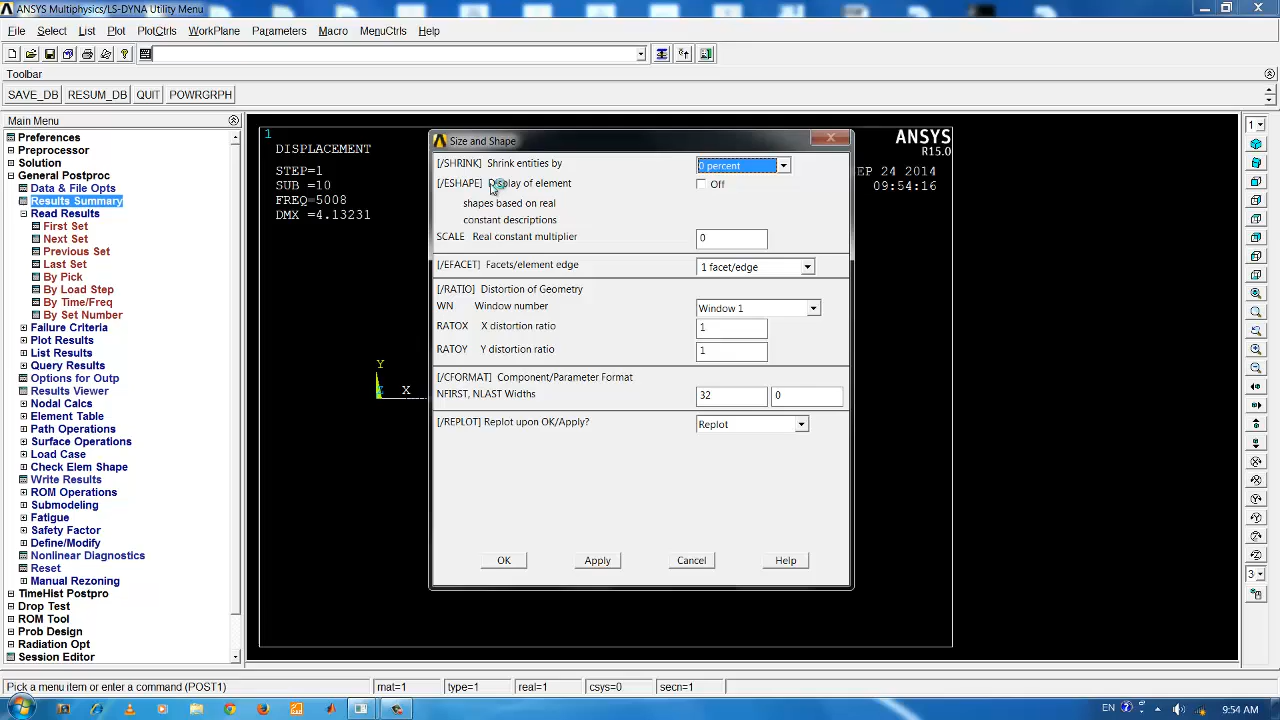 ANSYS Multiphysics/LS-DYNA Utility Menu
File Select List Plot PlotCtrls WorkPlane Parameters Macro MenuCtrls Help
Toolbar
SAVE_DB RESUM_DB QUIT POWRGRPH
Main Menu
Preferences
Preprocessor
Solution
General Postproc
Data & File Opts
Results Summary
Read Results
First Set
Next Set
Previous Set
Last Set
By Pick
By Load Step
By Time/Freq
By Set Number
Failure Criteria
Plot Results
List Results
Query Results
Options for Outp
Results Viewer
Nodal Calcs
Element Table
Path Operations
Surface Operations
Load Case
Check Elem Shape
Write Results
ROM Operations
Submodeling
Fatigue
Safety Factor
Define/Modify
Nonlinear Diagnostics
Reset
Manual Rezoning
TimeHist Postpro
Drop Test
ROM Tool
Prob Design
Radiation Opt
Session Editor
1
DISPLACEMENT
STEP=1
SUB =10
FREQ=5008
DMX =4.13231
Y
X
ANSYS
R15.0
SEP 24 2014
09:54:16
Size and Shape
[/SHRINK] Shrink entities by 0 percent
[/ESHAPE] Display of element Off
shapes based on real
constant descriptions
SCALE Real constant multiplier 0
[/EFACET] Facets/element edge 1 facet/edge
[/RATIO] Distortion of Geometry
WN Window number Window 1
RATOX X distortion ratio 1
RATOY Y distortion ratio 1
[/CFORMAT] Component/Parameter Format
NFIRST, NLAST Widths 32 0
[/REPLOT] Replot upon OK/Apply? Replot
OK Apply Cancel Help
1
3
Pick a menu item or enter a command (POST1) mat=1 type=1 real=1 csys=0 secn=1
EN 9:54 AM